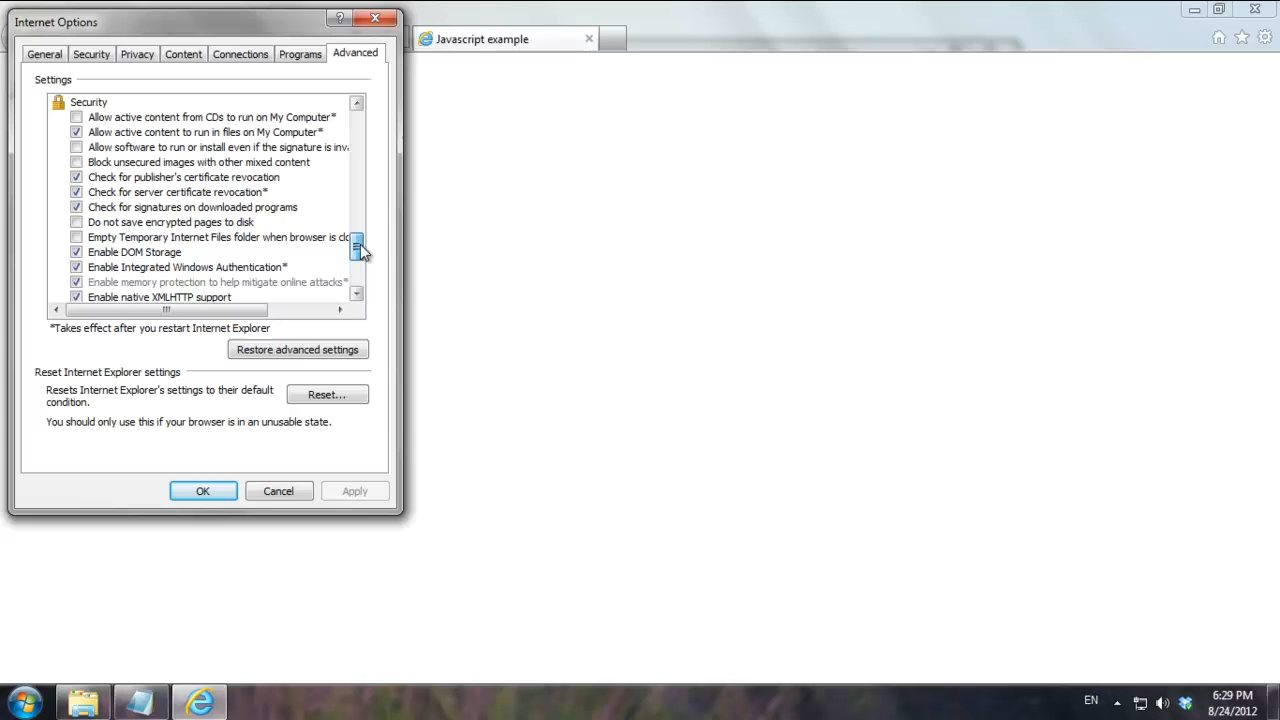 Internet Options
Javascript example
General Security Privacy Content Connections Programs Advanced
Settings
Security
Allow active content from CDs to run on My Computer*
Allow active content to run in files on My Computer*
Allow software to run or install even if the signature is inva
Block unsecured images with other mixed content
Check for publisher's certificate revocation
Check for server certificate revocation*
Check for signatures on downloaded programs
Do not save encrypted pages to disk
Empty Temporary Internet Files folder when browser is clo
Enable DOM Storage
Enable Integrated Windows Authentication*
Enable memory protection to help mitigate online attacks*
Enable native XMLHTTP support
*Takes effect after you restart Internet Explorer
Restore advanced settings
Reset Internet Explorer settings
Resets Internet Explorer's settings to their default
condition.
Reset...
You should only use this if your browser is in an unusable state.
OK Cancel Apply
EN
6:29 PM
8/24/2012